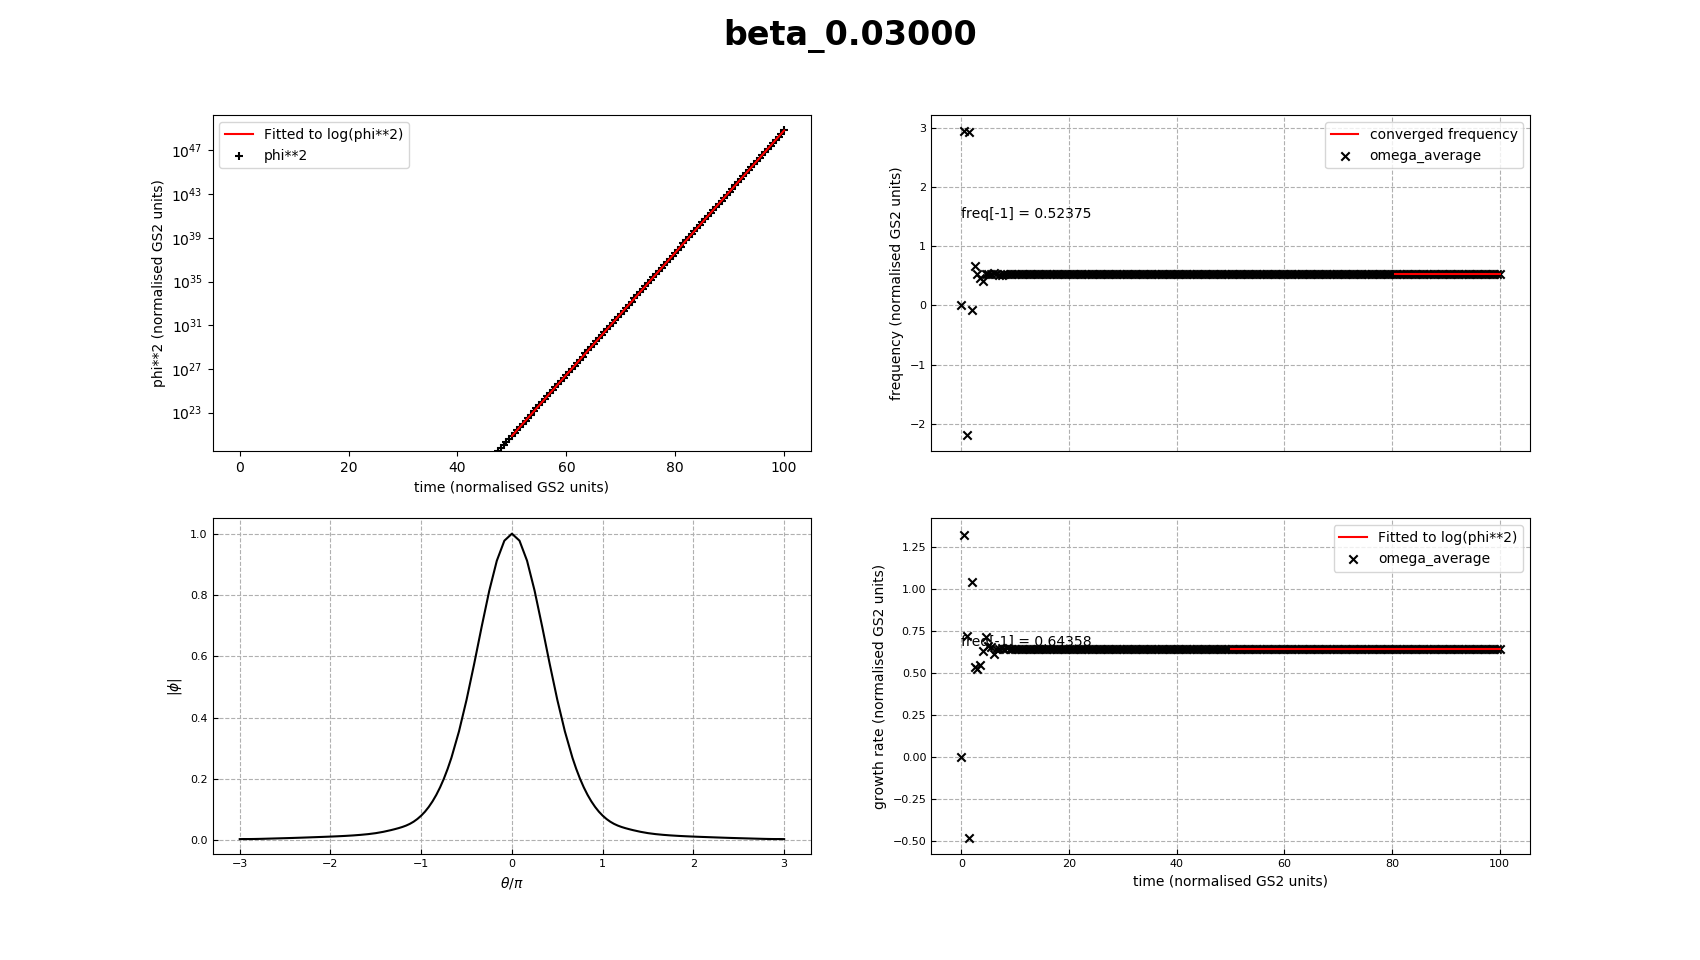 beta_0.03000
Fitted to log(phi**2)
phi**2
10^47
10^43
10^39
10^35
10^31
10^27
10^23
phi**2 (normalised GS2 units)
0 20 40 60 80 100
time (normalised GS2 units)
converged frequency
omega_average
freq[-1] = 0.52375
3
2
1
0
−1
−2
frequency (normalised GS2 units)
1.0
0.8
0.6
0.4
0.2
0.0
|ϕ|
−3 −2 −1 0 1 2 3
θ/π
Fitted to log(phi**2)
omega_average
freq[-1] = 0.64358
1.25
1.00
0.75
0.50
0.25
0.00
−0.25
−0.50
growth rate (normalised GS2 units)
0 20 40 60 80 100
time (normalised GS2 units)